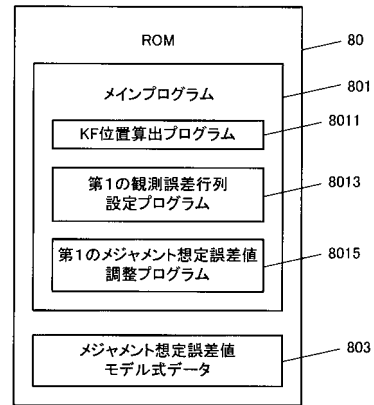 ROM
80
メインプログラム
801
KF位置算出プログラム
8011
第1の観測誤差行列
設定プログラム
8013
第1のメジャメント想定誤差値
調整プログラム
8015
メジャメント想定誤差値
モデル式データ
803